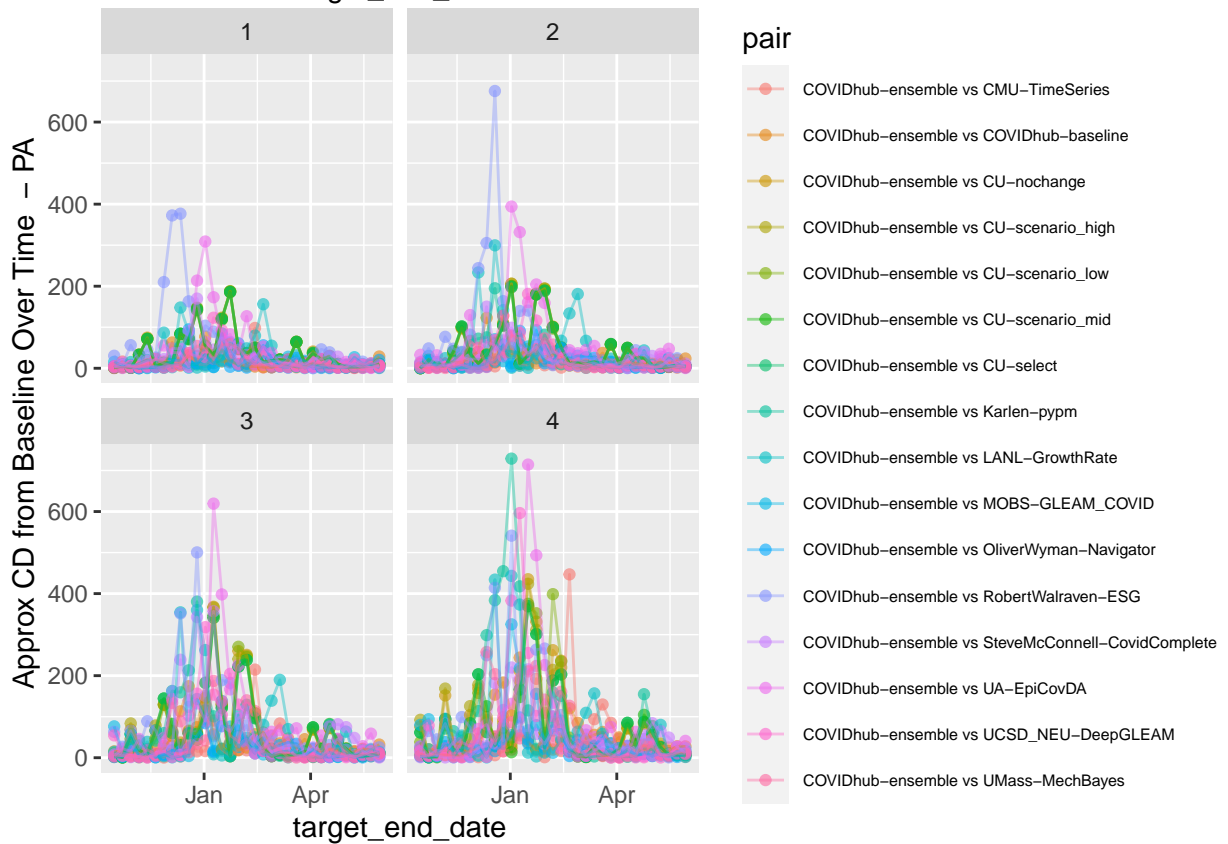 1
2
600
400
200
0
3
4
600
400
200
0
Jan
Apr
Jan
Apr
target_end_date
Approx CD from Baseline Over Time − PA
pair
COVIDhub−ensemble vs CMU−TimeSeries
COVIDhub−ensemble vs COVIDhub−baseline
COVIDhub−ensemble vs CU−nochange
COVIDhub−ensemble vs CU−scenario_high
COVIDhub−ensemble vs CU−scenario_low
COVIDhub−ensemble vs CU−scenario_mid
COVIDhub−ensemble vs CU−select
COVIDhub−ensemble vs Karlen−pypm
COVIDhub−ensemble vs LANL−GrowthRate
COVIDhub−ensemble vs MOBS−GLEAM_COVID
COVIDhub−ensemble vs OliverWyman−Navigator
COVIDhub−ensemble vs RobertWalraven−ESG
COVIDhub−ensemble vs SteveMcConnell−CovidComplete
COVIDhub−ensemble vs UA−EpiCovDA
COVIDhub−ensemble vs UCSD_NEU−DeepGLEAM
COVIDhub−ensemble vs UMass−MechBayes